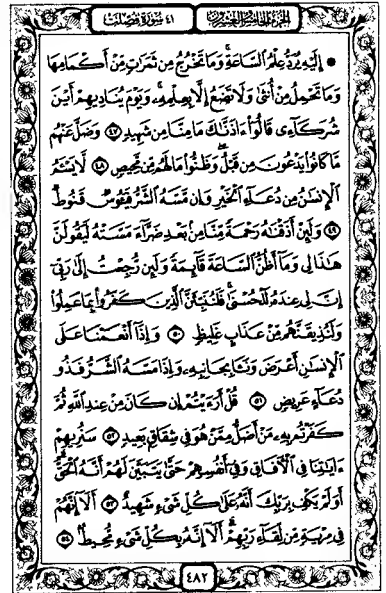 الجزء الخامس والعشرون ٤١ سورة فصلت
۞ إِلَيْهِ يُرَدُّ عِلْمُ ٱلسَّاعَةِ ۚ وَمَا تَخْرُجُ مِن ثَمَرَٰتٍ مِّنْ أَكْمَامِهَا
وَمَا تَحْمِلُ مِنْ أُنثَىٰ وَلَا تَضَعُ إِلَّا بِعِلْمِهِۦ ۚ وَيَوْمَ يُنَادِيهِمْ أَيْنَ
شُرَكَآءِى قَالُوٓا۟ ءَاذَنَّٰكَ مَا مِنَّا مِن شَهِيدٍ ٤٧ وَضَلَّ عَنْهُم
مَّا كَانُوا۟ يَدْعُونَ مِن قَبْلُ ۖ وَظَنُّوا۟ مَا لَهُم مِّن مَّحِيصٍ ٤٨ لَّا يَسْـَٔمُ
ٱلْإِنسَٰنُ مِن دُعَآءِ ٱلْخَيْرِ وَإِن مَّسَّهُ ٱلشَّرُّ فَيَـُٔوسٌ قَنُوطٌ
٤٩ وَلَئِنْ أَذَقْنَٰهُ رَحْمَةً مِّنَّا مِنۢ بَعْدِ ضَرَّآءَ مَسَّتْهُ لَيَقُولَنَّ
هَٰذَا لِى وَمَآ أَظُنُّ ٱلسَّاعَةَ قَآئِمَةً وَلَئِن رُّجِعْتُ إِلَىٰ رَبِّىٓ
إِنَّ لِى عِندَهُۥ لَلْحُسْنَىٰ ۚ فَلَنُنَبِّئَنَّ ٱلَّذِينَ كَفَرُوا۟ بِمَا عَمِلُوا۟
وَلَنُذِيقَنَّهُم مِّنْ عَذَابٍ غَلِيظٍ ٥٠ وَإِذَآ أَنْعَمْنَا عَلَى
ٱلْإِنسَٰنِ أَعْرَضَ وَنَـَٔا بِجَانِبِهِۦ وَإِذَا مَسَّهُ ٱلشَّرُّ فَذُو
دُعَآءٍ عَرِيضٍ ٥١ قُلْ أَرَءَيْتُمْ إِن كَانَ مِنْ عِندِ ٱللَّهِ ثُمَّ
كَفَرْتُم بِهِۦ مَنْ أَضَلُّ مِمَّنْ هُوَ فِى شِقَاقٍۭ بَعِيدٍ ٥٢ سَنُرِيهِمْ
ءَايَٰتِنَا فِى ٱلْـَٔافَاقِ وَفِىٓ أَنفُسِهِمْ حَتَّىٰ يَتَبَيَّنَ لَهُمْ أَنَّهُ ٱلْحَقُّ ۗ
أَوَلَمْ يَكْفِ بِرَبِّكَ أَنَّهُۥ عَلَىٰ كُلِّ شَىْءٍ شَهِيدٌ ٥٣ أَلَآ إِنَّهُمْ
فِى مِرْيَةٍ مِّن لِّقَآءِ رَبِّهِمْ ۗ أَلَآ إِنَّهُۥ بِكُلِّ شَىْءٍ مُّحِيطٌۢ ٥٤
٤٨٢